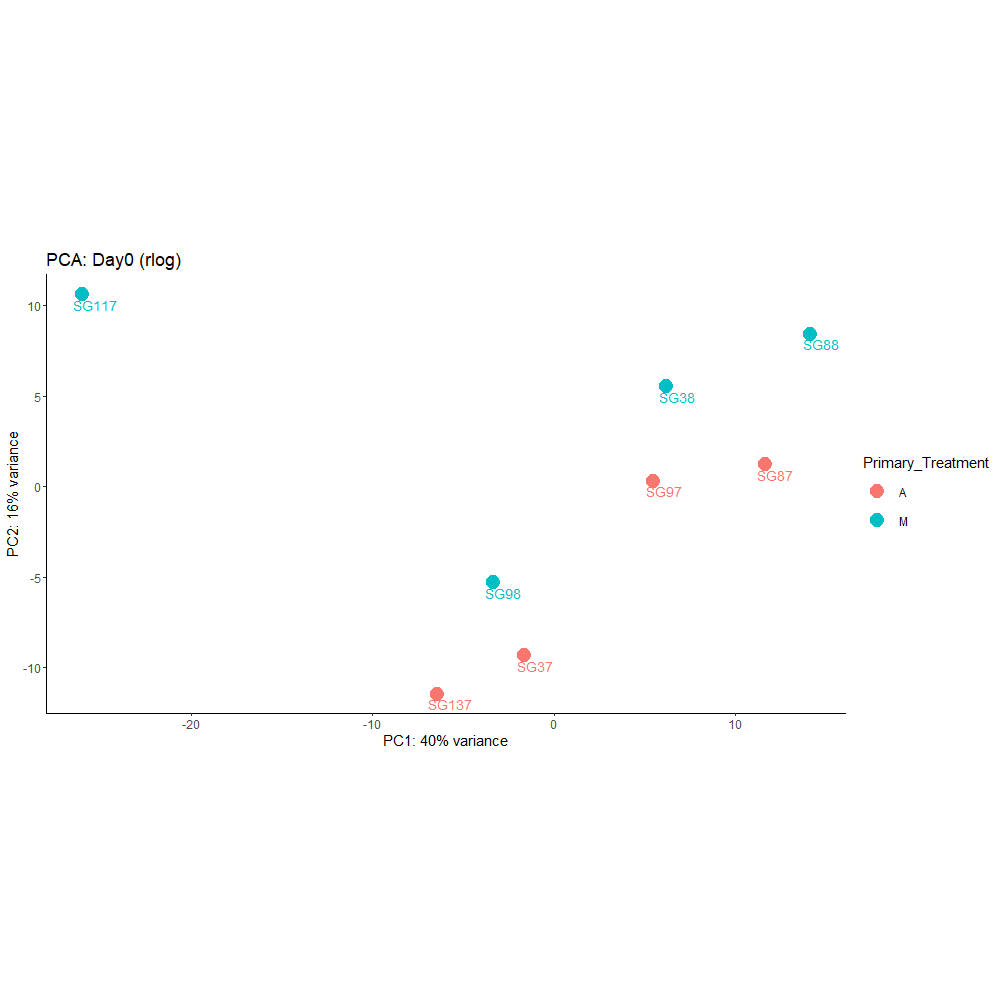 PCA: Day0 (rlog)
SG117
SG88
SG38
SG87
SG97
SG98
SG37
SG137
10
5
0
-5
-10
PC2: 16% variance
-20
-10
0
10
PC1: 40% variance
Primary_Treatment
A
M